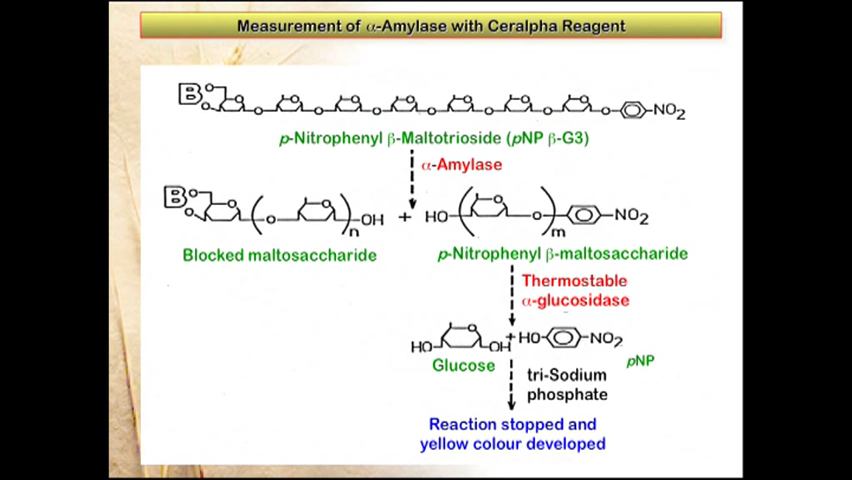 Measurement of α-Amylase with Ceralpha Reagent
B O O O O O O O O O O O O O O O O NO2
p-Nitrophenyl β-Maltotrioside (pNP β-G3)
α-Amylase
B O O O ( O O ) n OH + HO ( O O ) m NO2
Blocked maltosaccharide p-Nitrophenyl β-maltosaccharide
Thermostable
α-glucosidase
HO O OH + HO NO2
Glucose pNP
tri-Sodium
phosphate
Reaction stopped and
yellow colour developed